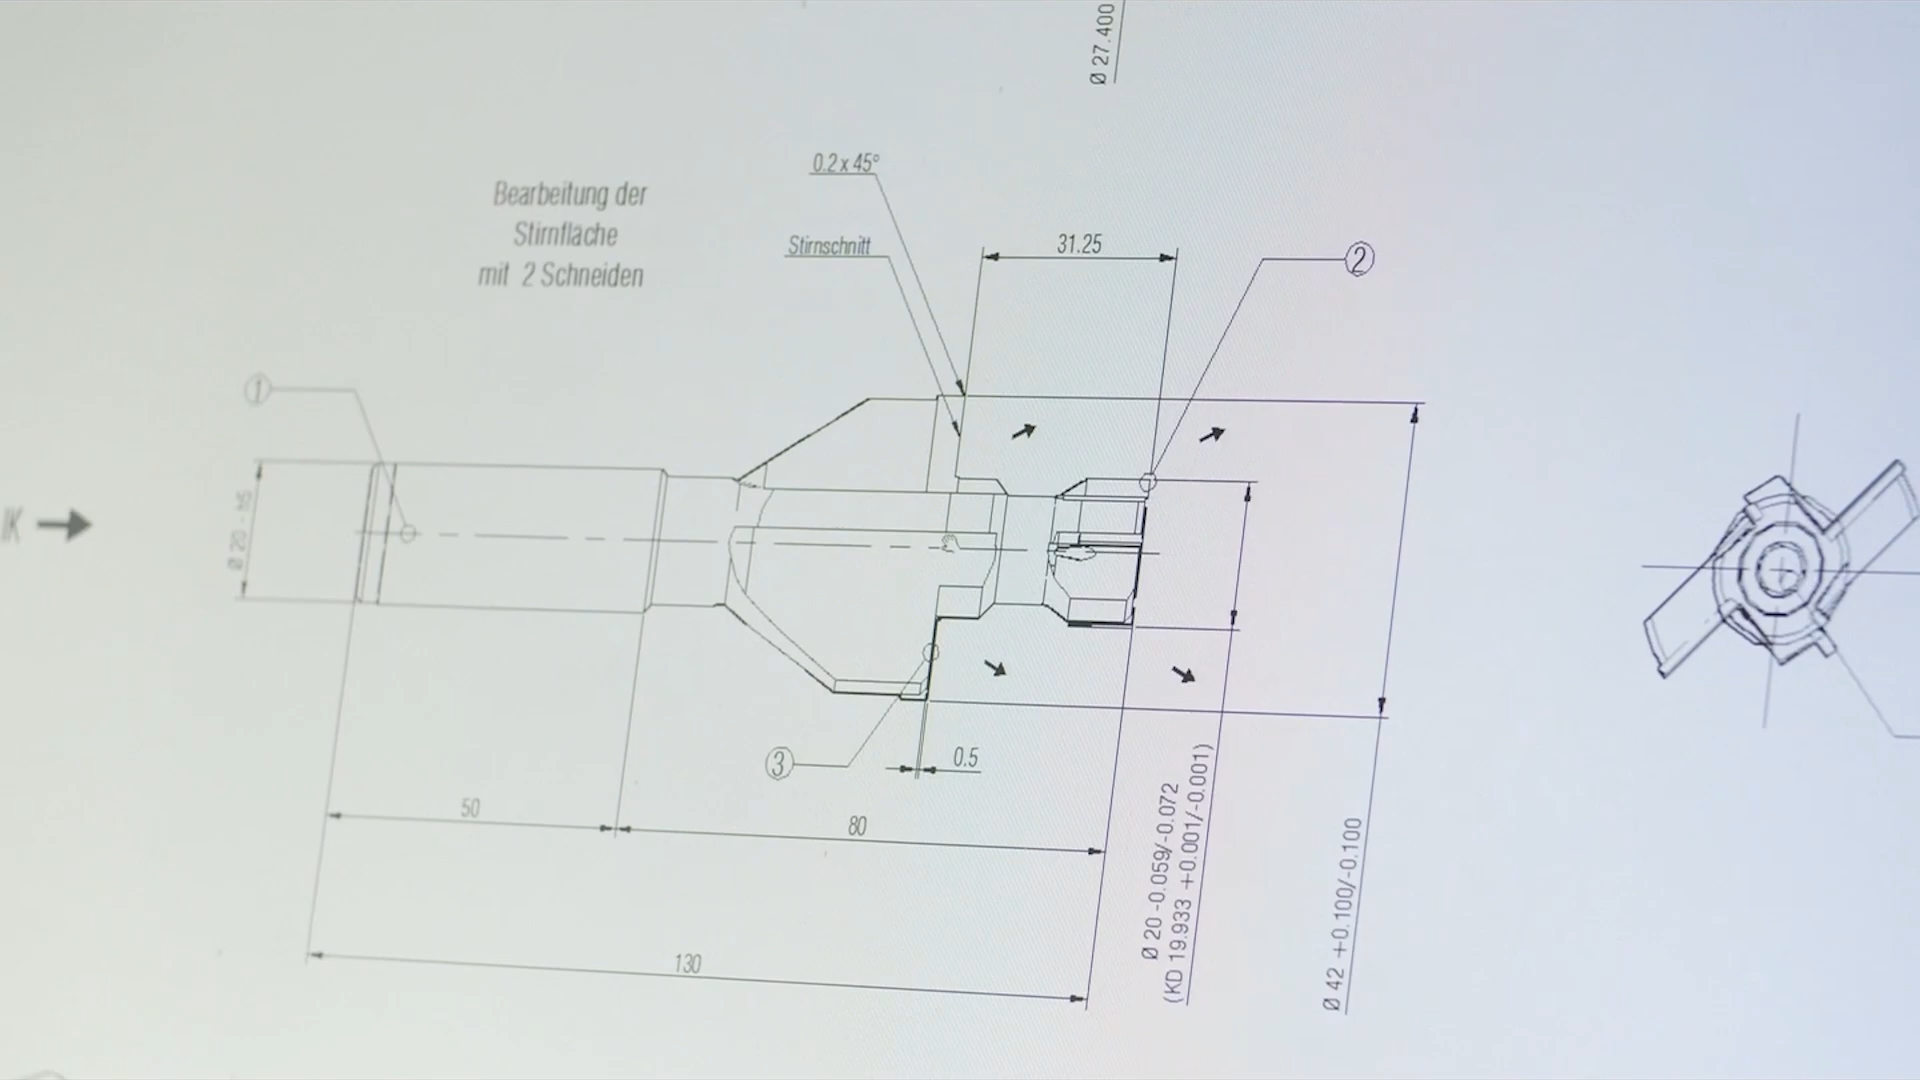 Ø 27.400
0.2 x 45°
Bearbeitung der
Stirnfläche
mit 2 Schneiden
Stirnschnitt
31.25
2
1
Ø 20 - h5
IK
3
0.5
50
80
130
Ø 20 -0.059/-0.072
(KD 19.933 +0.001/-0.001)
Ø 42 +0.100/-0.100